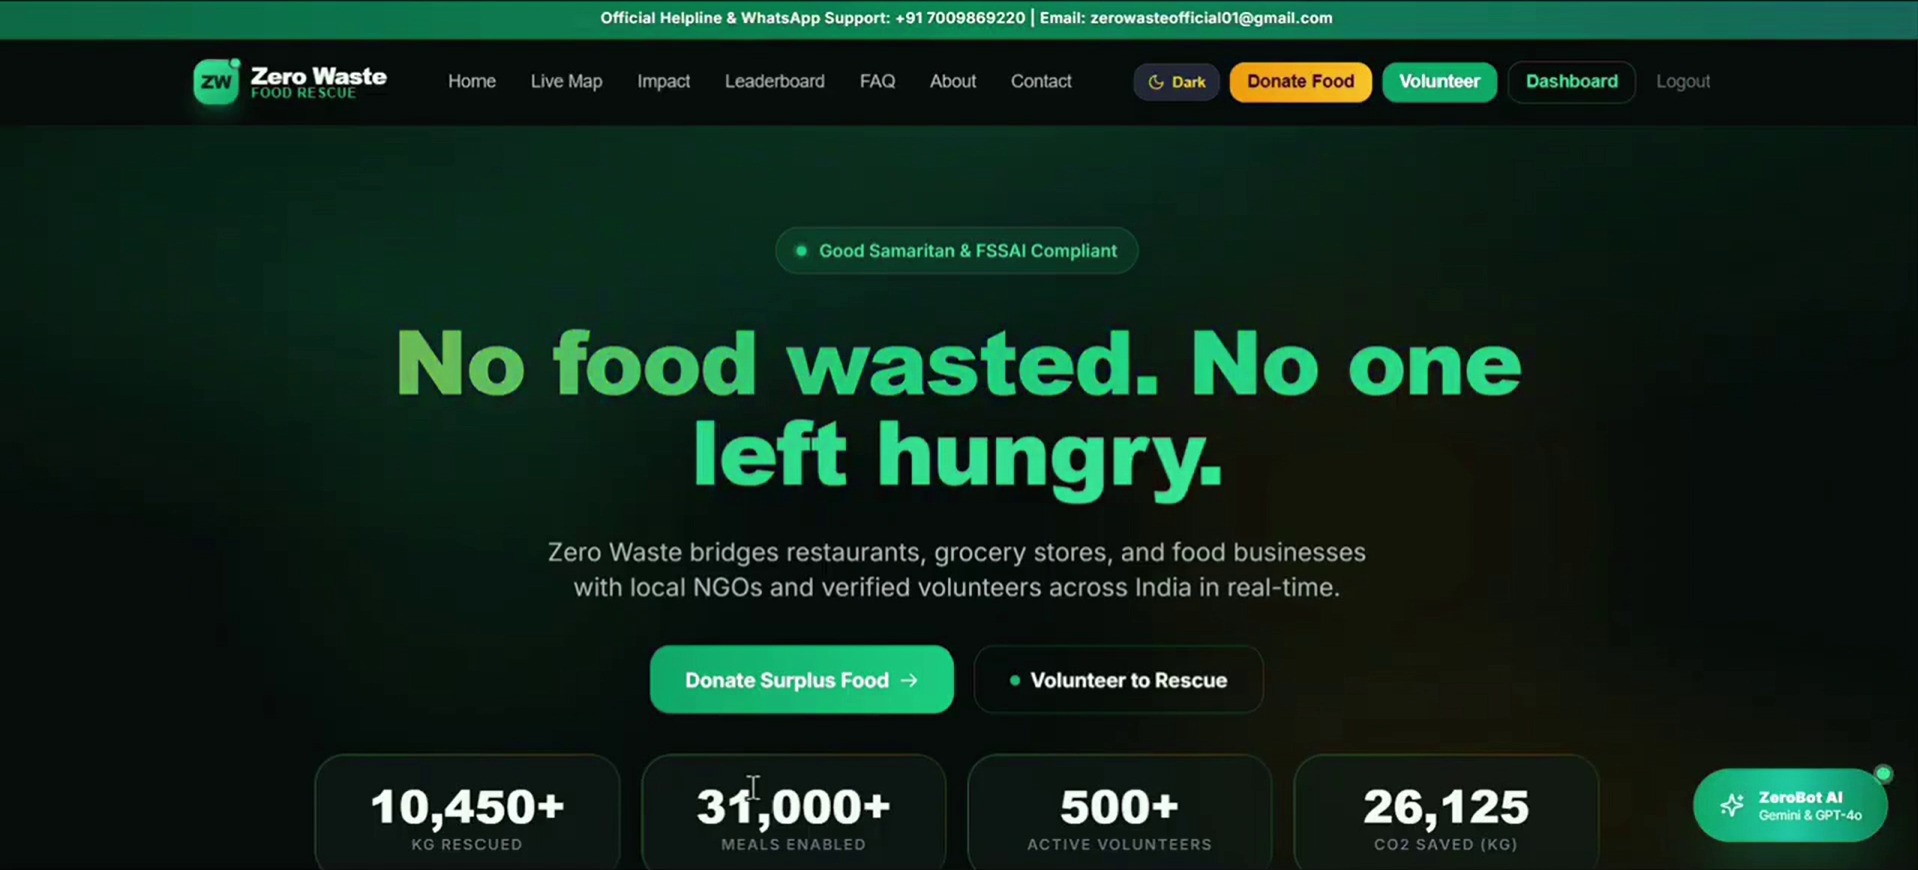 Official Helpline & WhatsApp Support: +91 7009869220 | Email: zerowasteofficial01@gmail.com
ZW Zero Waste
FOOD RESCUE
Home Live Map Impact Leaderboard FAQ About Contact Dark Donate Food Volunteer Dashboard Logout
Good Samaritan & FSSAI Compliant
No food wasted. No one
left hungry.
Zero Waste bridges restaurants, grocery stores, and food businesses
with local NGOs and verified volunteers across India in real-time.
Donate Surplus Food → Volunteer to Rescue
10,450+ 31,000+ 500+ 26,125
KG RESCUED MEALS ENABLED ACTIVE VOLUNTEERS CO2 SAVED (KG)
ZeroBot AI
Gemini & GPT-4o